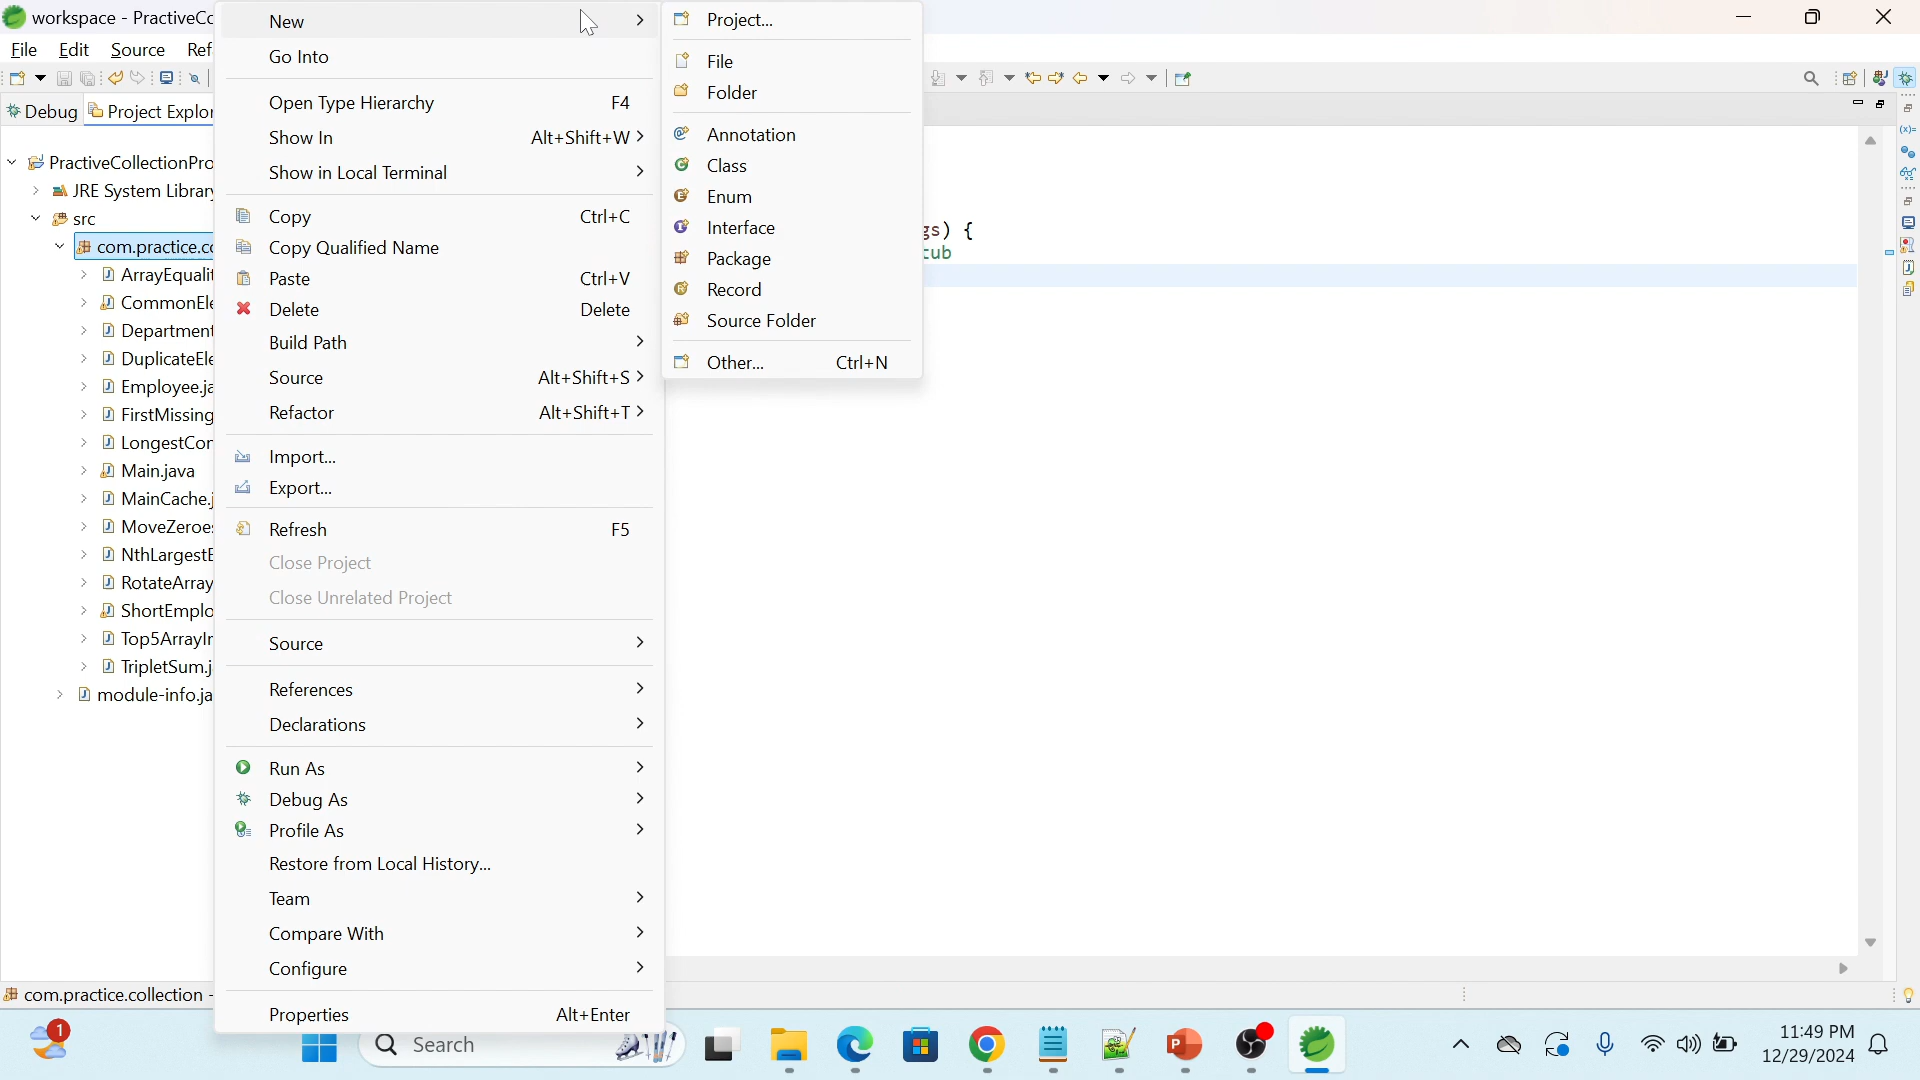 workspace - PractiveCo
File Edit Source Ref
Debug Project Explor
PractiveCollectionPro
JRE System Library
src
com.practice.co
ArrayEqualit
CommonEle
Department
DuplicateEle
Employee.ja
FirstMissing
LongestCor
Main.java
MainCache.j
MoveZeroes
NthLargestE
RotateArray
ShortEmplo
Top5ArrayIr
TripletSum.j
module-info.ja
com.practice.collection -
New
Go Into
Open Type Hierarchy F4
Show In Alt+Shift+W
Show in Local Terminal
Copy Ctrl+C
Copy Qualified Name
Paste Ctrl+V
Delete Delete
Build Path
Source Alt+Shift+S
Refactor Alt+Shift+T
Import...
Export...
Refresh F5
Close Project
Close Unrelated Project
Source
References
Declarations
Run As
Debug As
Profile As
Restore from Local History...
Team
Compare With
Configure
Properties Alt+Enter
Project...
File
Folder
Annotation
Class
Enum
Interface
Package
Record
Source Folder
Other... Ctrl+N
gs) {
tub
1
Search
11:49 PM
12/29/2024